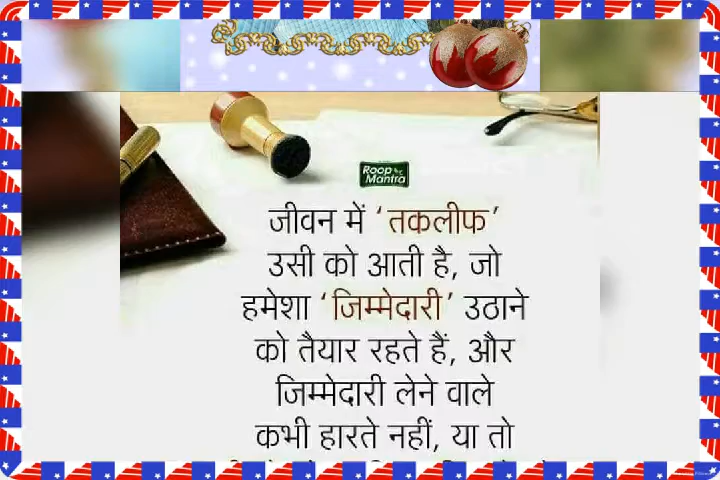 Roop
Mantra
जीवन में ‘तकलीफ’
उसी को आती है, जो
हमेशा ‘जिम्मेदारी’ उठाने
को तैयार रहते हैं, और
जिम्मेदारी लेने वाले
कभी हारते नहीं, या तो